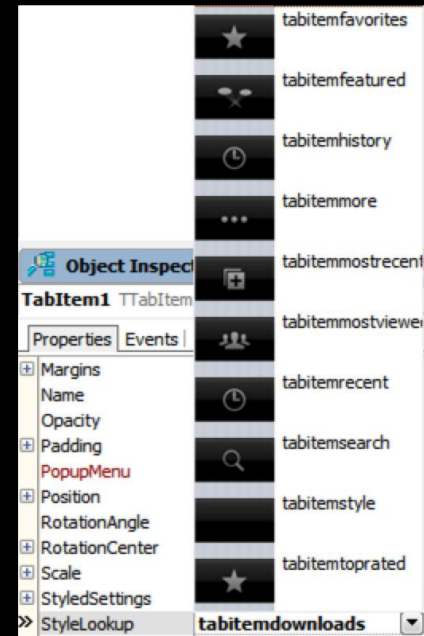 tabitemfavorites
tabitemfeatured
tabitemhistory
tabitemmore
tabitemmostrecent
tabitemmostviewe
tabitemrecent
tabitemsearch
tabitemstyle
tabitemtoprated
Object Inspect
TabItem1 TTabItem
Properties Events
Margins
Name
Opacity
Padding
PopupMenu
Position
RotationAngle
RotationCenter
Scale
StyledSettings
StyleLookup tabitemdownloads